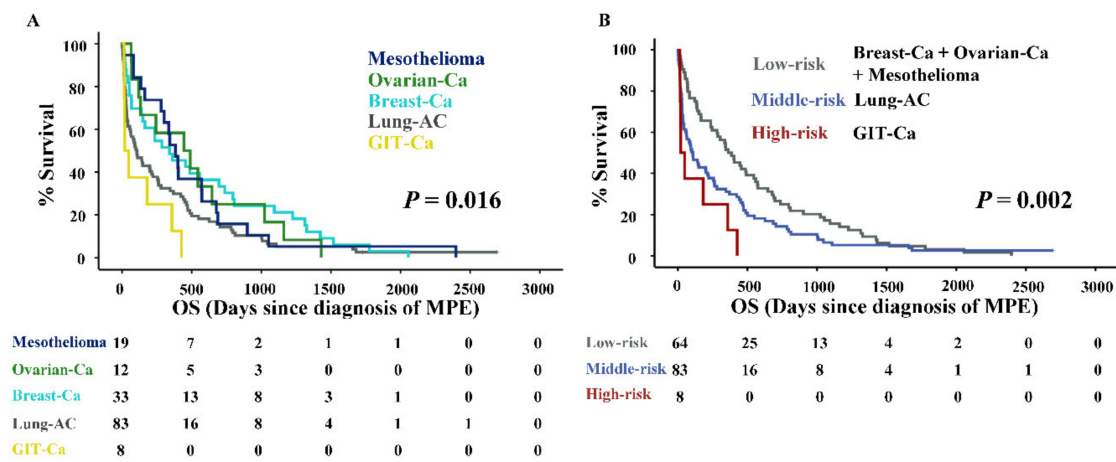 A
% Survival
100
80
60
40
20
0
Mesothelioma
Ovarian-Ca
Breast-Ca
Lung-AC
GIT-Ca
P = 0.016
0 500 1000 1500 2000 2500 3000
OS (Days since diagnosis of MPE)
Mesothelioma 19 7 2 1 1 0 0
Ovarian-Ca 12 5 3 0 0 0 0
Breast-Ca 33 13 8 3 1 0 0
Lung-AC 83 16 8 4 1 1 0
GIT-Ca 8 0 0 0 0 0 0
B
% Survival
100
80
60
40
20
0
Low-risk Breast-Ca + Ovarian-Ca
+ Mesothelioma
Middle-risk Lung-AC
High-risk GIT-Ca
P = 0.002
0 500 1000 1500 2000 2500 3000
OS (Days since diagnosis of MPE)
Low-risk 64 25 13 4 2 0 0
Middle-risk 83 16 8 4 1 1 0
High-risk 8 0 0 0 0 0 0